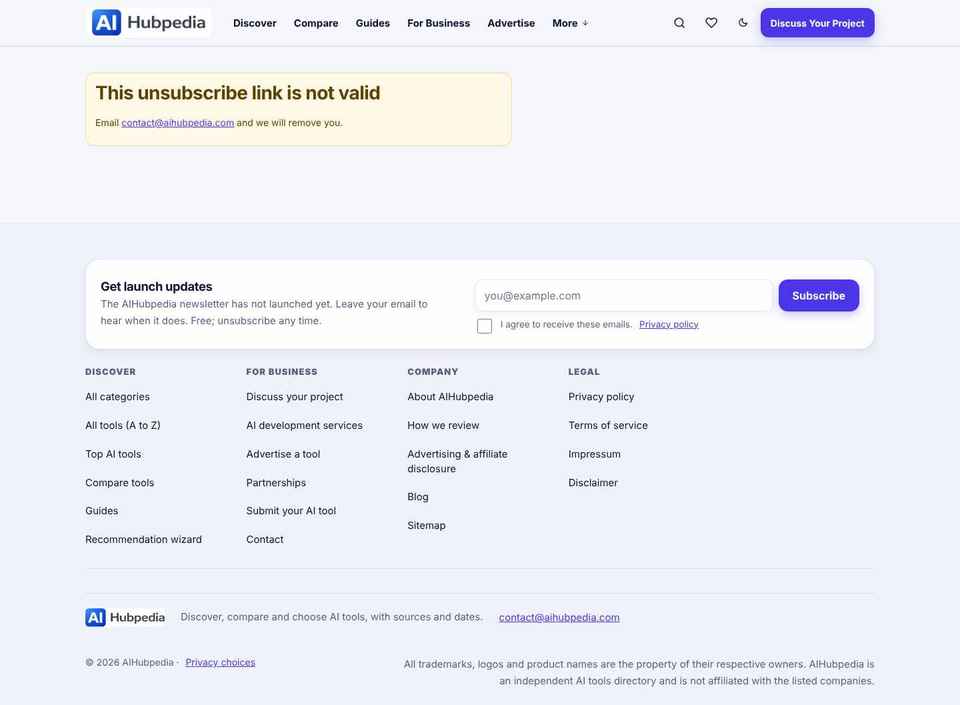 AI Hubpedia
Discover
Compare
Guides
For Business
Advertise
More
Discuss Your Project
This unsubscribe link is not valid
Email contact@aihubpedia.com and we will remove you.
Get launch updates
The AIHubpedia newsletter has not launched yet. Leave your email to
hear when it does. Free; unsubscribe any time.
you@example.com
Subscribe
I agree to receive these emails. Privacy policy
DISCOVER
All categories
All tools (A to Z)
Top AI tools
Compare tools
Guides
Recommendation wizard
FOR BUSINESS
Discuss your project
AI development services
Advertise a tool
Partnerships
Submit your AI tool
Contact
COMPANY
About AIHubpedia
How we review
Advertising & affiliate
disclosure
Blog
Sitemap
LEGAL
Privacy policy
Terms of service
Impressum
Disclaimer
AI Hubpedia
Discover, compare and choose AI tools, with sources and dates.
contact@aihubpedia.com
© 2026 AIHubpedia · Privacy choices
All trademarks, logos and product names are the property of their respective owners. AIHubpedia is
an independent AI tools directory and is not affiliated with the listed companies.